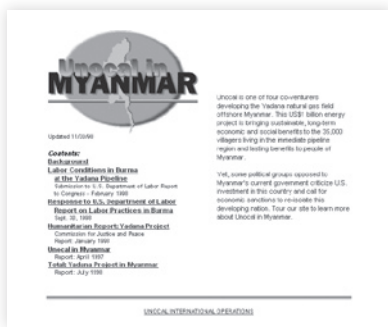 Unocal in
MYANMAR
Updated 11/03/98
Contents:
Background
Labor Conditions in Burma
at the Yadana Pipeline
Submission to U.S. Department of Labor Report
to Congress - February 1998
Response to U.S. Department of Labor
Report on Labor Practices in Burma
Sept. 30, 1998
Humanitarian Report: Yadana Project
Commission for Justice and Peace
Report: January 1998
Unocal in Myanmar
Report: April 1997
Total: Yadana Project in Myanmar
Report: July 1998
Unocal is one of four co-venturers
developing the Yadana natural gas field
offshore Myanmar. This US$1 billion energy
project is bringing sustainable, long-term
economic and social benefits to the 35,000
villagers living in the immediate pipeline
region and lasting benefits to people of
Myanmar.
Yet, some political groups opposed to
Myanmar's current government criticize U.S.
investment in this country and call for
economic sanctions to re-isolate this
developing nation. Tour our site to learn more
about Unocal in Myanmar.
UNOCAL INTERNATIONAL OPERATIONS